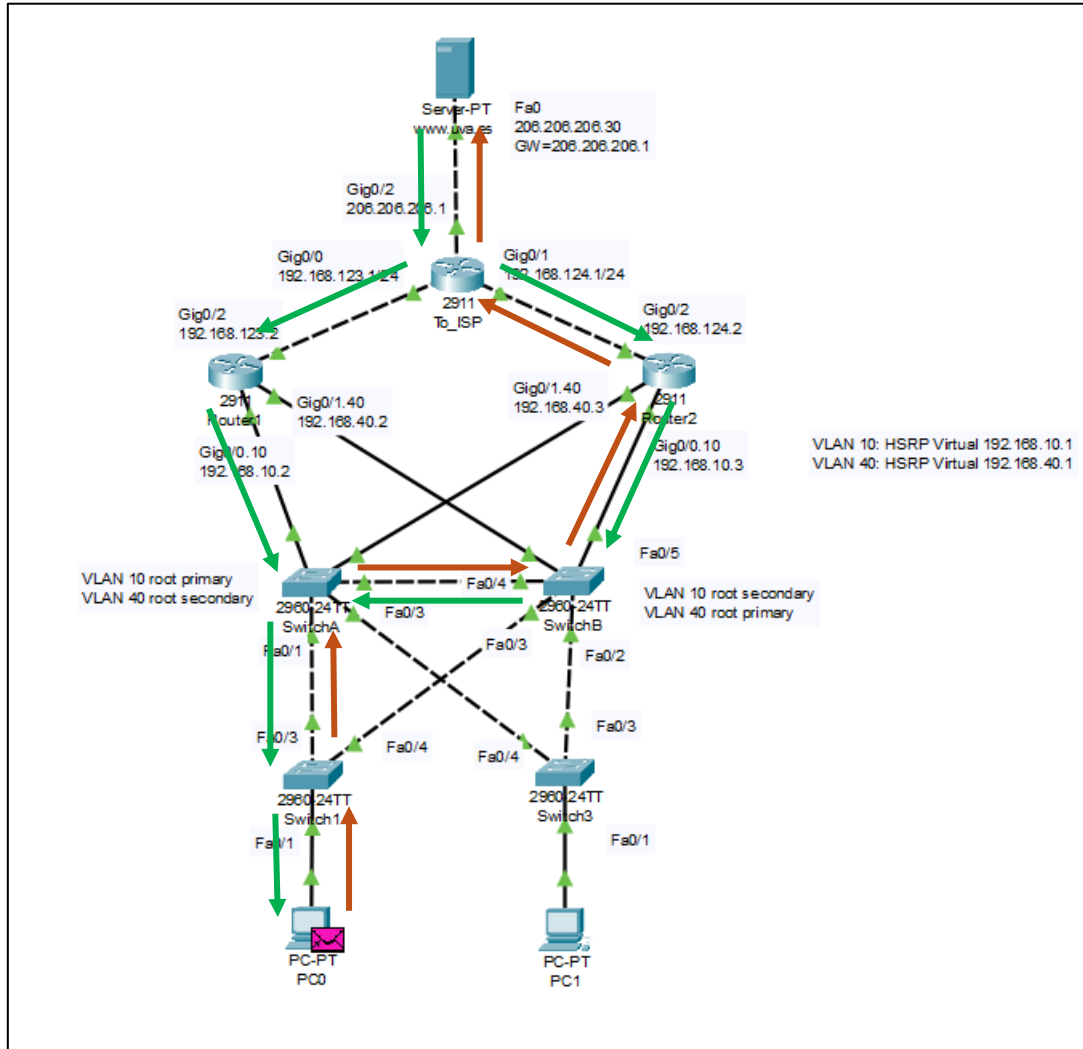 Server-PT
www.uva.es
Fa0
206.206.206.30
GW=206.206.206.1
Gig0/2
206.206.206.1
Gig0/0
192.168.123.1/24
Gig0/1
192.168.124.1/24
2911
To_ISP
Gig0/2
192.168.123.2
Gig0/2
192.168.124.2
2911
Router1
Gig0/1.40
192.168.40.2
Gig0/1.40
192.168.40.3
2911
Router2
Gig0/0.10
192.168.10.2
Gig0/0.10
192.168.10.3
VLAN 10: HSRP Virtual 192.168.10.1
VLAN 40: HSRP Virtual 192.168.40.1
VLAN 10 root primary
VLAN 40 root secondary
Fa0/4
Fa0/5
2960-24TT
SwitchA
Fa0/3
2960-24TT
SwitchB
VLAN 10 root secondary
VLAN 40 root primary
Fa0/1
Fa0/3
Fa0/2
Fa0/3
Fa0/4
Fa0/4
Fa0/3
2960-24TT
Switch1
2960-24TT
Switch3
Fa0/1
Fa0/1
PC-PT
PC0
PC-PT
PC1